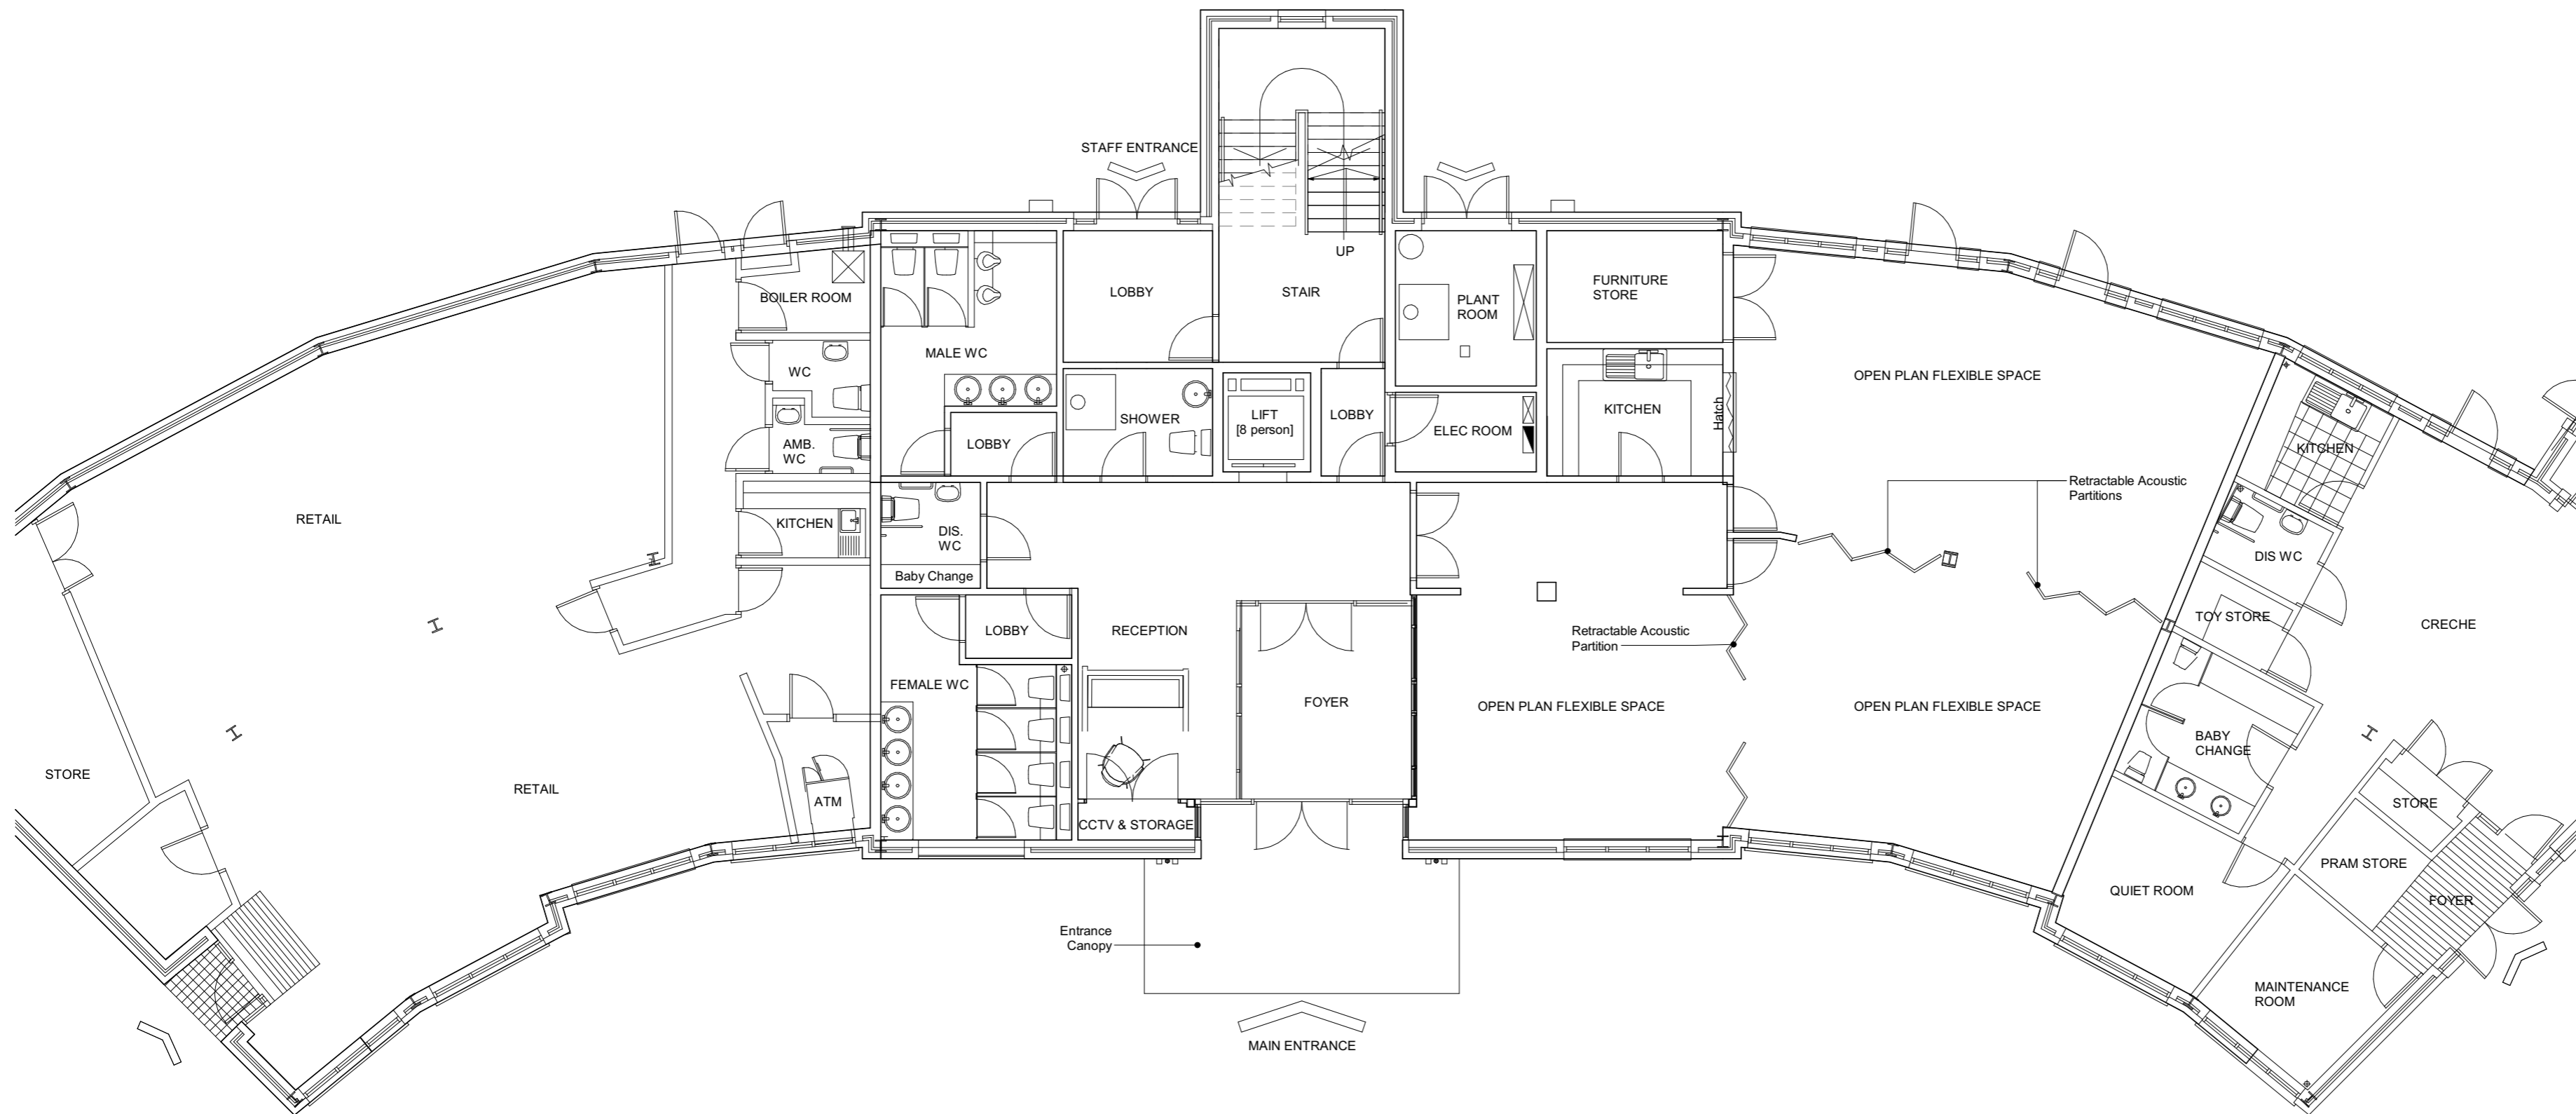 STAFF ENTRANCE
UP
BOILER ROOM
LOBBY
STAIR
PLANT
ROOM
FURNITURE
STORE
MALE WC
WC
OPEN PLAN FLEXIBLE SPACE
SHOWER
LIFT
[8 person]
LOBBY
KITCHEN
Hatch
ELEC ROOM
AMB.
WC
LOBBY
KITCHEN
Retractable Acoustic
Partitions
RETAIL
KITCHEN
DIS.
WC
Baby Change
DIS WC
TOY STORE
CRECHE
LOBBY
RECEPTION
Retractable Acoustic
Partition
FEMALE WC
FOYER
OPEN PLAN FLEXIBLE SPACE
OPEN PLAN FLEXIBLE SPACE
BABY
CHANGE
STORE
RETAIL
ATM
CCTV & STORAGE
STORE
PRAM STORE
QUIET ROOM
FOYER
Entrance
Canopy
MAINTENANCE
ROOM
MAIN ENTRANCE